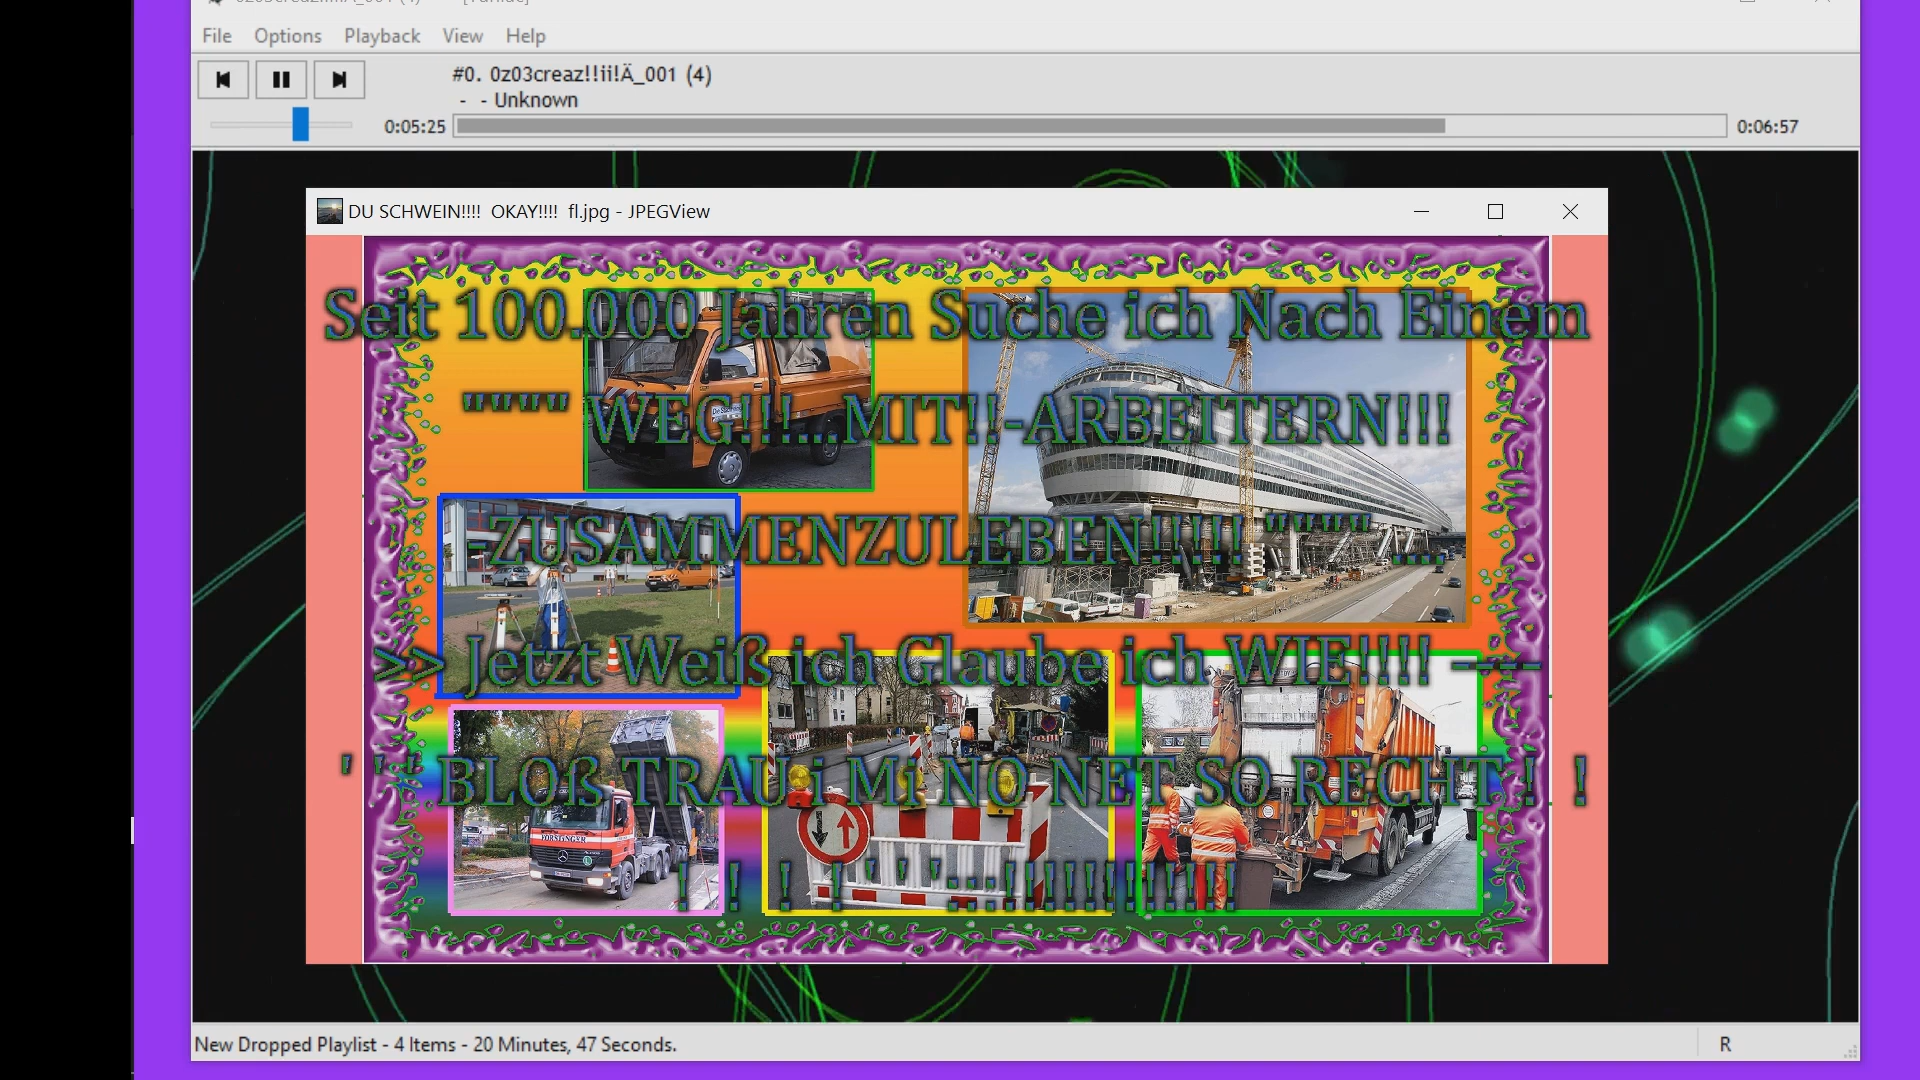 File Options Playback View Help
#0. 0z03creaz!!ii!Ä_001 (4)
- - Unknown
0:05:25
0:06:57
DU SCHWEIN!!!! OKAY!!!! fl.jpg - JPEGView
Seit 100.000 Jahren Suche ich Nach Einem
"""" WEG!!!...MIT!!-ARBEITERN!!!
-ZUSAMMENZULEBEN!!!!! """" ....
>> Jetzt Weiß ich Glaube ich WIE!!!! ----
' ' ' BLOß TRAU i Mi NO NET SO RECHT ! ! !
! ! ! ! ' ' ' ;;;;!!!!!!!!!!!!!
VORSLINGER
New Dropped Playlist - 4 Items - 20 Minutes, 47 Seconds.
R